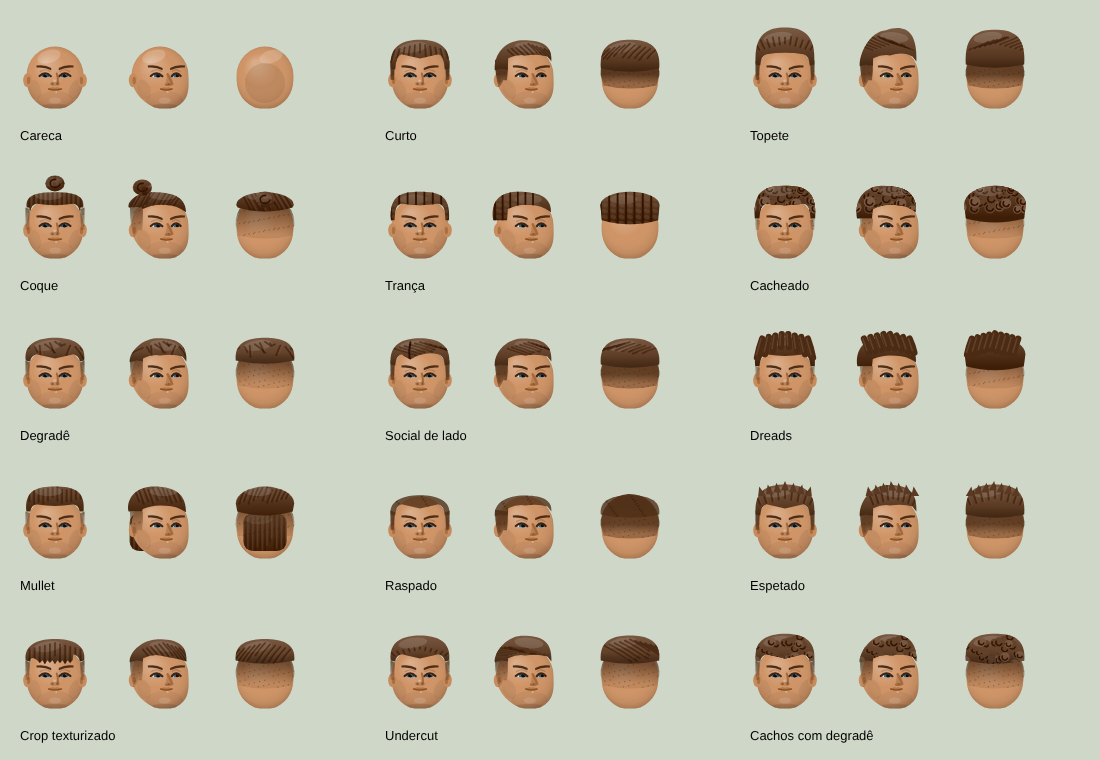 Careca
Curto
Topete
Coque
Trança
Cacheado
Degradê
Social de lado
Dreads
Mullet
Raspado
Espetado
Crop texturizado
Undercut
Cachos com degradê